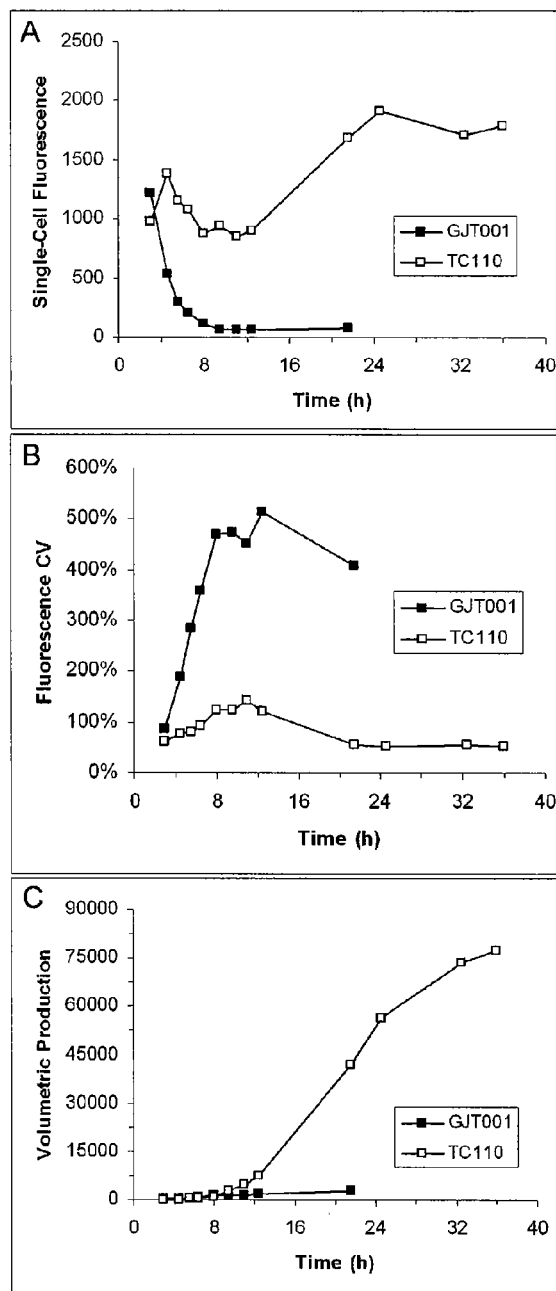 A
Single-Cell Fluorescence
2500
2000
1500
1000
500
0
GJT001
TC110
0 8 16 24 32 40
Time (h)
B
Fluorescence CV
600%
500%
400%
300%
200%
100%
0%
GJT001
TC110
0 8 16 24 32 40
Time (h)
C
Volumetric Production
90000
75000
60000
45000
30000
15000
0
GJT001
TC110
0 8 16 24 32 40
Time (h)